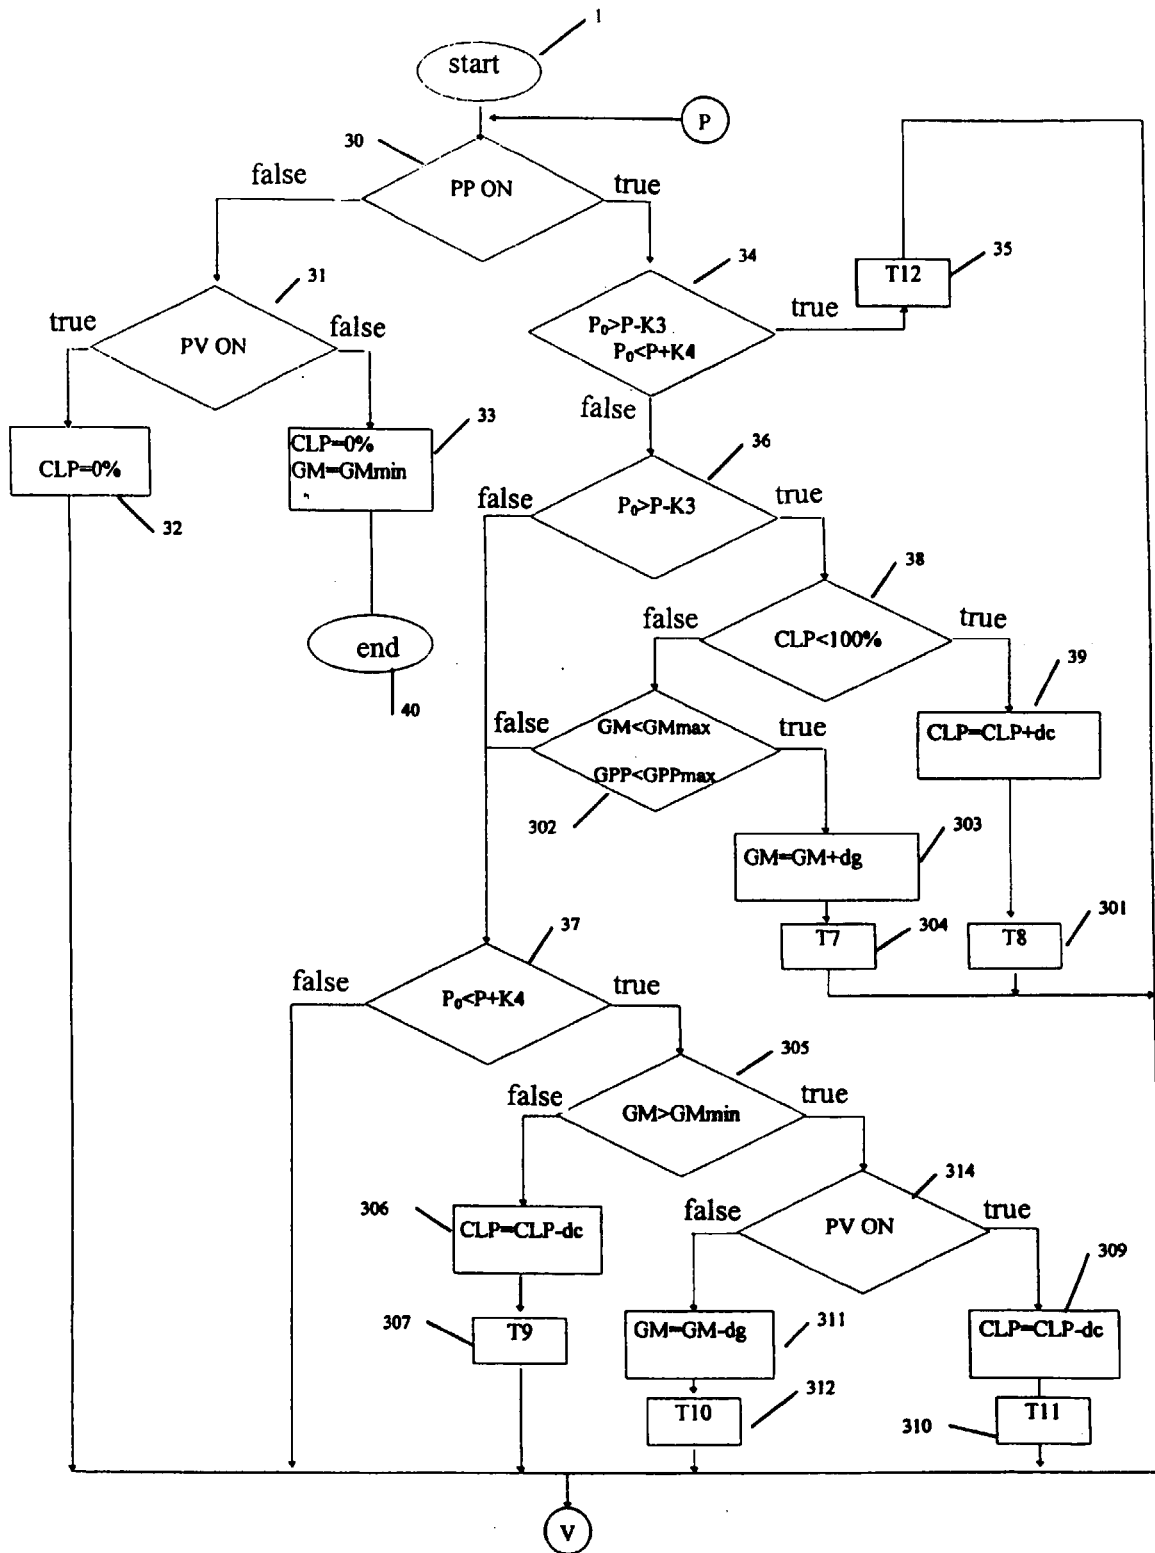 1
start
P
30
false
PP ON
true
34
T12
35
31
true
PV ON
false
P₀>P-K3
P₀<P+K4
true
false
33
CLP=0%
GM=GMmin
36
CLP=0%
false
P₀>P-K3
true
32
38
false
CLP<100%
true
end
39
40
false
GM<GMmax
true
CLP=CLP+dc
GPP<GPPmax
302
303
GM=GM+dg
37
T7
304
T8
301
false
P₀<P+K4
true
305
false
GM>GMmin
true
314
306
CLP=CLP-dc
false
PV ON
true
309
307
T9
GM=GM-dg
311
CLP=CLP-dc
T10
312
T11
310
V